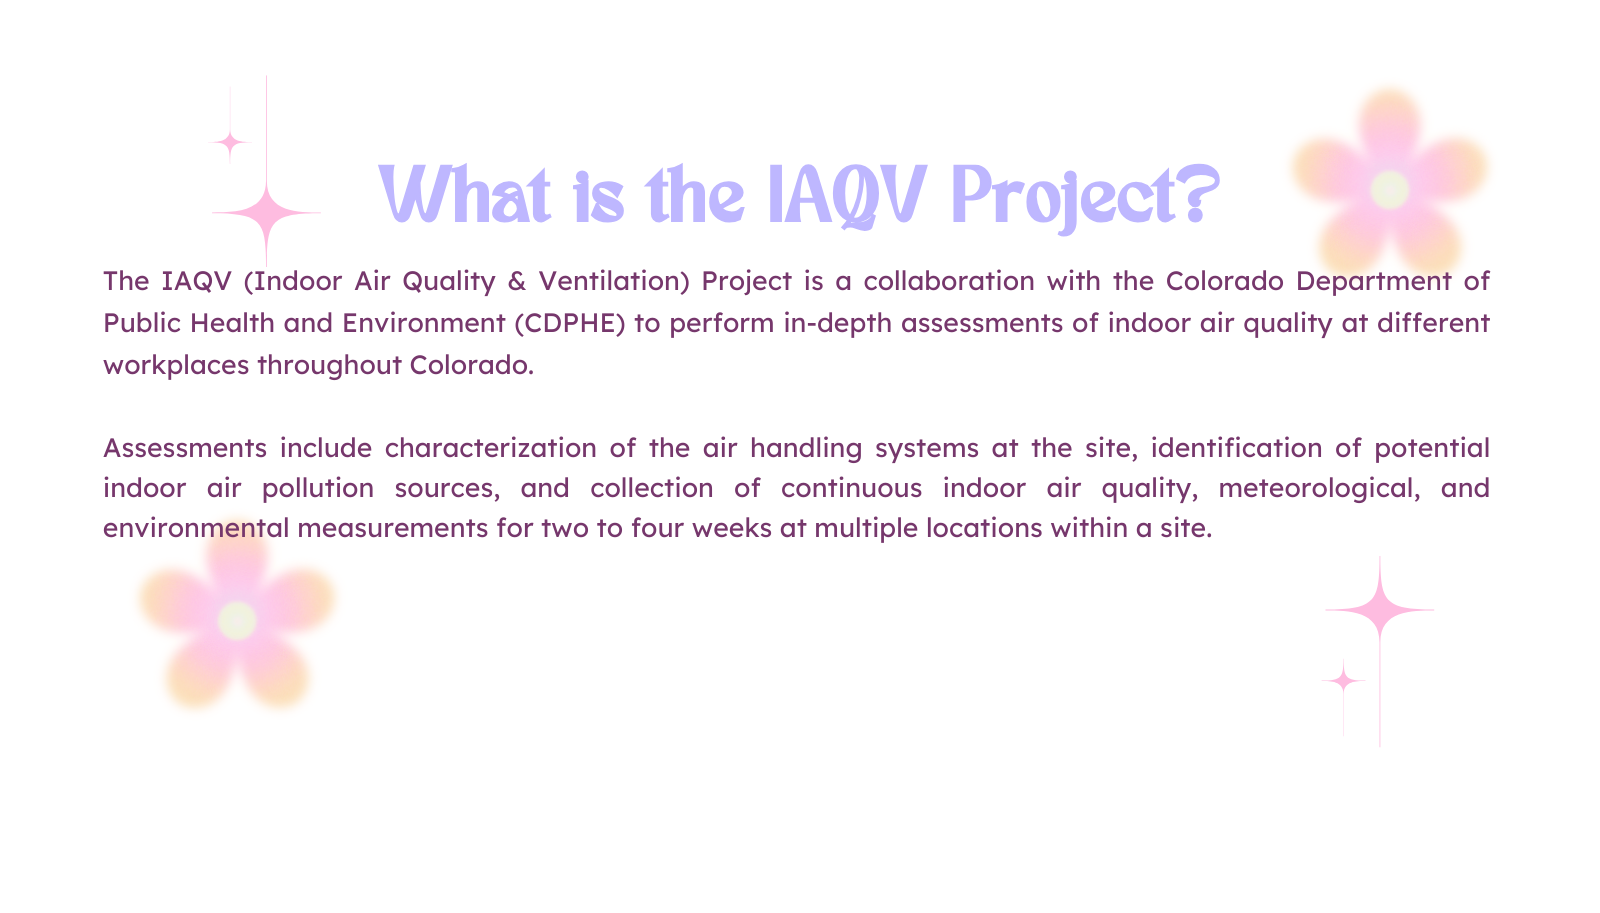 What is the IAQV Project?
The IAQV (Indoor Air Quality & Ventilation) Project is a collaboration with the Colorado Department of
Public Health and Environment (CDPHE) to perform in-depth assessments of indoor air quality at different
workplaces throughout Colorado.
Assessments include characterization of the air handling systems at the site, identification of potential
indoor air pollution sources, and collection of continuous indoor air quality, meteorological, and
environmental measurements for two to four weeks at multiple locations within a site.